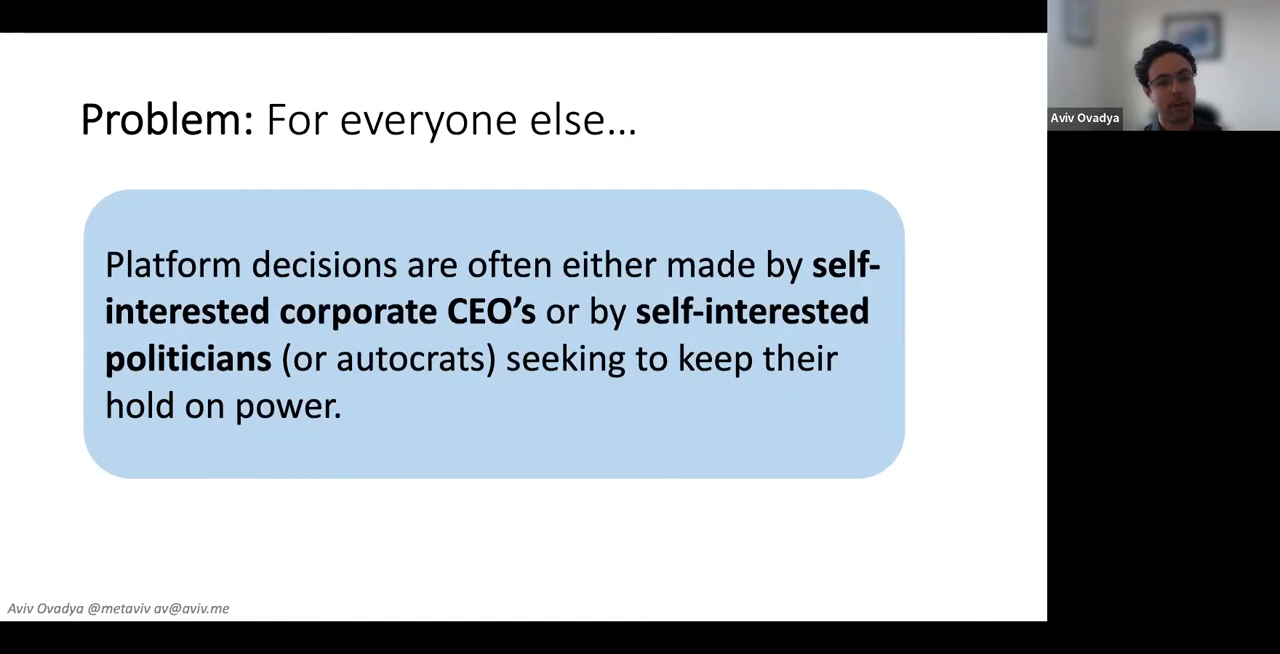 Problem: For everyone else...
Platform decisions are often either made by self-
interested corporate CEO’s or by self-interested
politicians (or autocrats) seeking to keep their
hold on power.
Aviv Ovadya @metaviv av@aviv.me
Aviv Ovadya